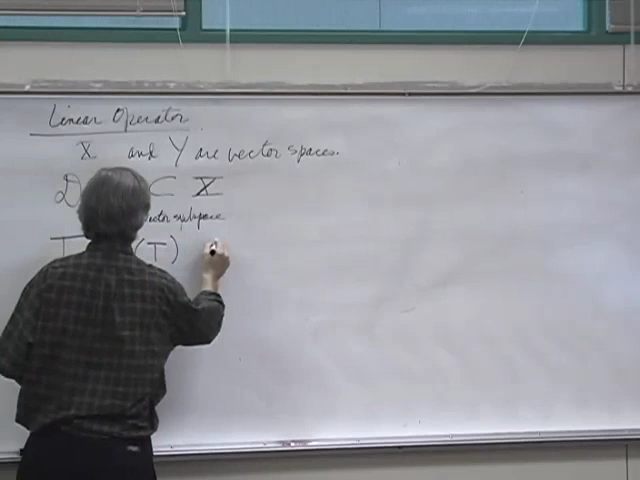 Linear Operator
X and Y are vector spaces.
D ⊂ X
vector subspace
T (T)